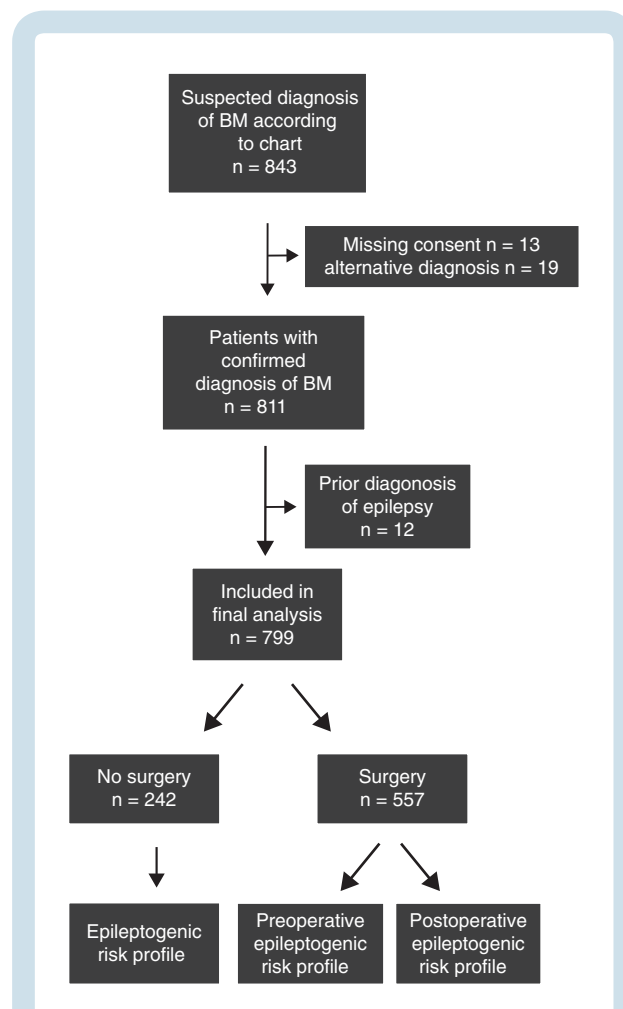 Suspected diagnosis
of BM according
to chart
n = 843
Missing consent n = 13
alternative diagnosis n = 19
Patients with
confirmed
diagnosis of BM
n = 811
Prior diagonosis
of epilepsy
n = 12
Included in
final analysis
n = 799
No surgery
n = 242
Surgery
n = 557
Epileptogenic
risk profile
Preoperative
epileptogenic
risk profile
Postoperative
epileptogenic
risk profile